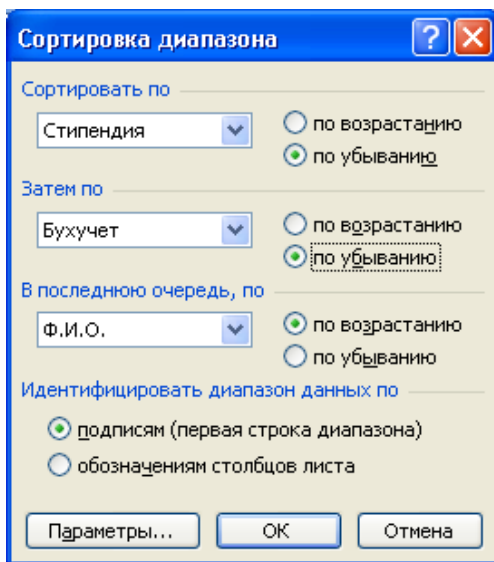 Сортировка диапазона
Сортировать по
Стипендия
по возрастанию
по убыванию
Затем по
Бухучет
по возрастанию
по убыванию
В последнюю очередь, по
Ф.И.О.
по возрастанию
по убыванию
Идентифицировать диапазон данных по
подписям (первая строка диапазона)
обозначениям столбцов листа
Параметры... ОК Отмена